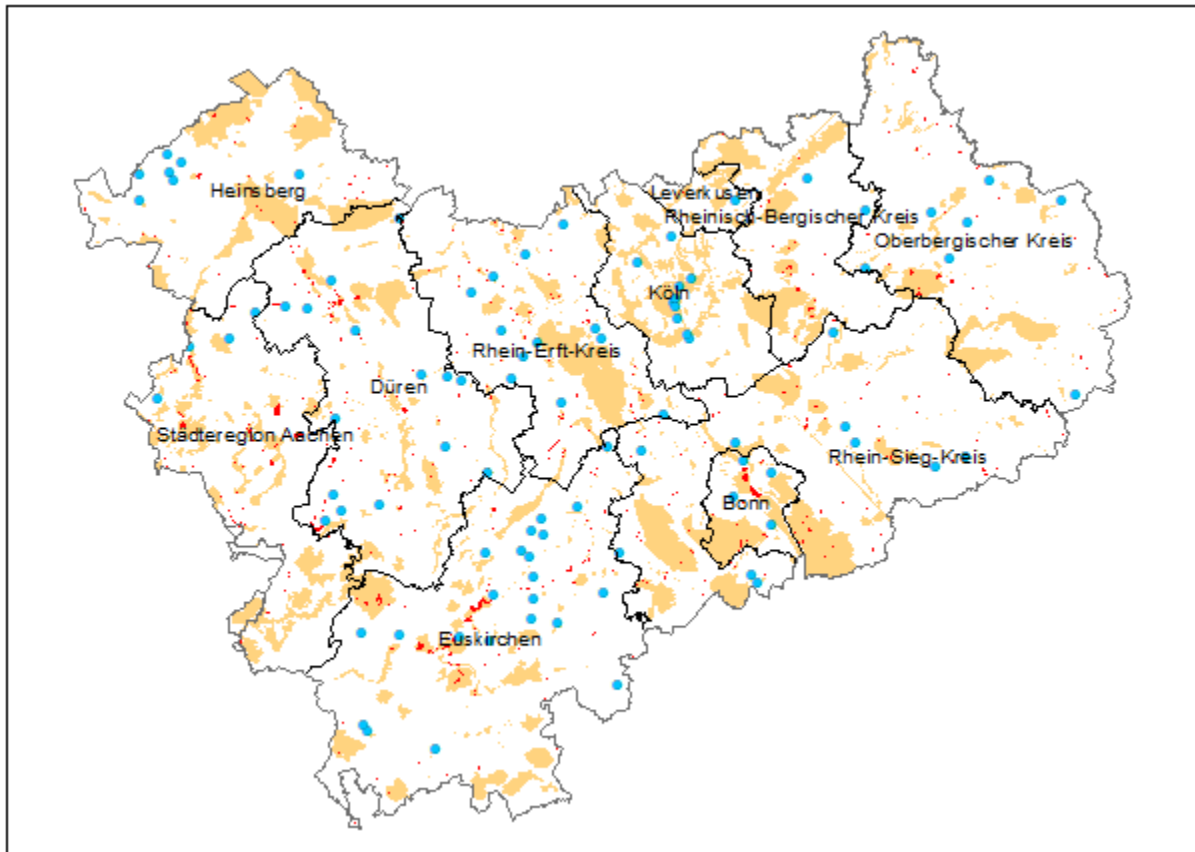 Heinsberg
Leverkusen
Rheinisch-Bergischer Kreis
Oberbergischer Kreis
Köln
Rhein-Erft-Kreis
Düren
Städteregion Aachen
Rhein-Sieg-Kreis
Bonn
Euskirchen